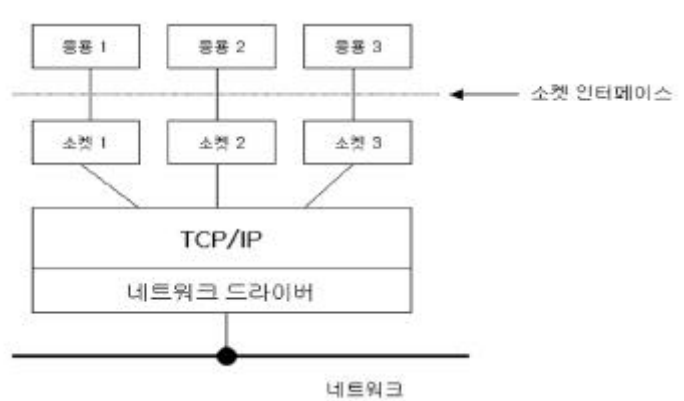 응용 1
응용 2
응용 3
소켓 인터페이스
소켓 1
소켓 2
소켓 3
TCP/IP
네트워크 드라이버
네트워크